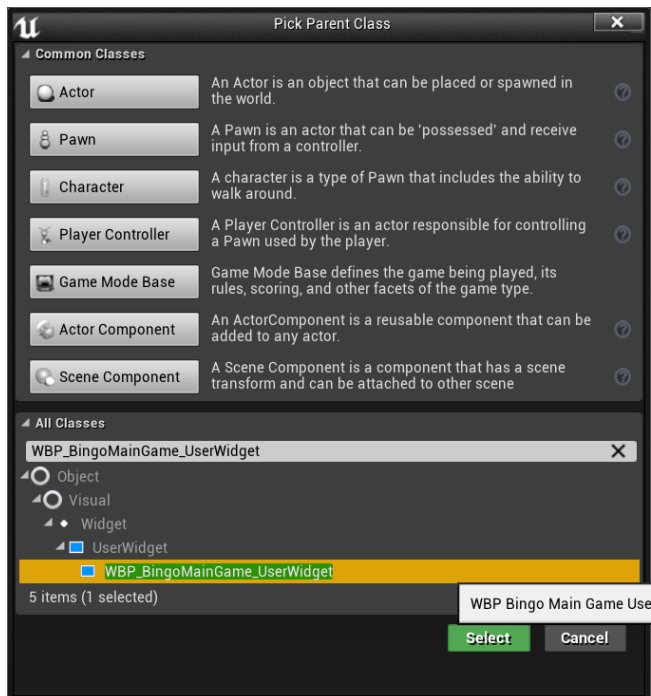 Pick Parent Class
Common Classes
Actor
An Actor is an object that can be placed or spawned in
the world.
Pawn
A Pawn is an actor that can be 'possessed' and receive
input from a controller.
Character
A character is a type of Pawn that includes the ability to
walk around.
Player Controller
A Player Controller is an actor responsible for controlling
a Pawn used by the player.
Game Mode Base
Game Mode Base defines the game being played, its
rules, scoring, and other facets of the game type.
Actor Component
An ActorComponent is a reusable component that can be
added to any actor.
Scene Component
A Scene Component is a component that has a scene
transform and can be attached to other scene
All Classes
WBP_BingoMainGame_UserWidget
Object
Visual
Widget
UserWidget
WBP_BingoMainGame_UserWidget
5 items (1 selected)
WBP Bingo Main Game Use
Select
Cancel